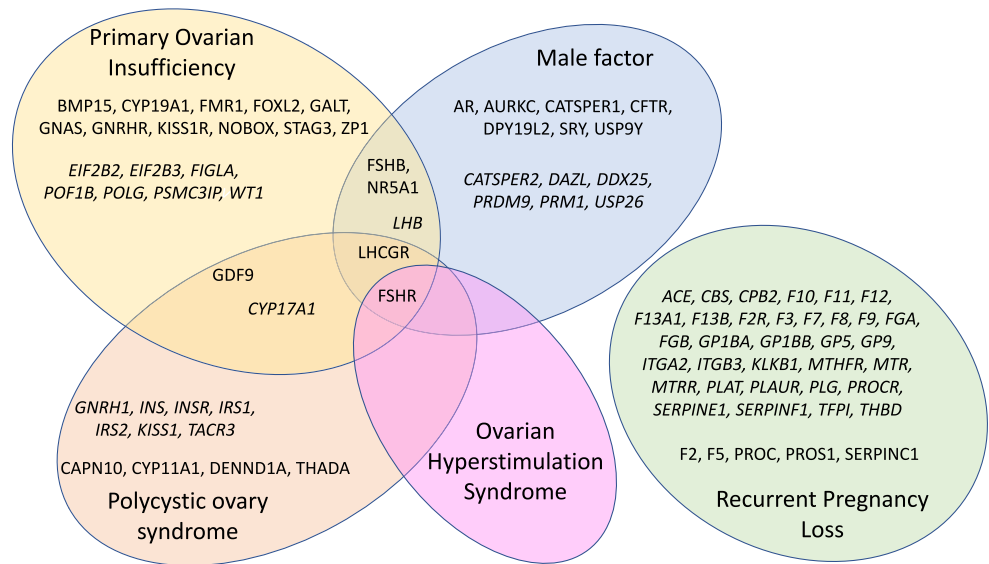 Primary Ovarian
Insufficiency
BMP15, CYP19A1, FMR1, FOXL2, GALT,
GNAS, GNRHR, KISS1R, NOBOX, STAG3, ZP1
EIF2B2, EIF2B3, FIGLA,
POF1B, POLG, PSMC3IP, WT1
Male factor
AR, AURKC, CATSPER1, CFTR,
DPY19L2, SRY, USP9Y
CATSPER2, DAZL, DDX25,
PRDM9, PRM1, USP26
FSHB,
NR5A1
LHB
LHCGR
FSHR
GDF9
CYP17A1
GNRH1, INS, INSR, IRS1,
IRS2, KISS1, TACR3
CAPN10, CYP11A1, DENND1A, THADA
Polycystic ovary
syndrome
Ovarian
Hyperstimulation
Syndrome
ACE, CBS, CPB2, F10, F11, F12,
F13A1, F13B, F2R, F3, F7, F8, F9, FGA,
FGB, GP1BA, GP1BB, GP5, GP9,
ITGA2, ITGB3, KLKB1, MTHFR, MTR,
MTRR, PLAT, PLAUR, PLG, PROCR,
SERPINE1, SERPINF1, TFPI, THBD
F2, F5, PROC, PROS1, SERPINC1
Recurrent Pregnancy
Loss